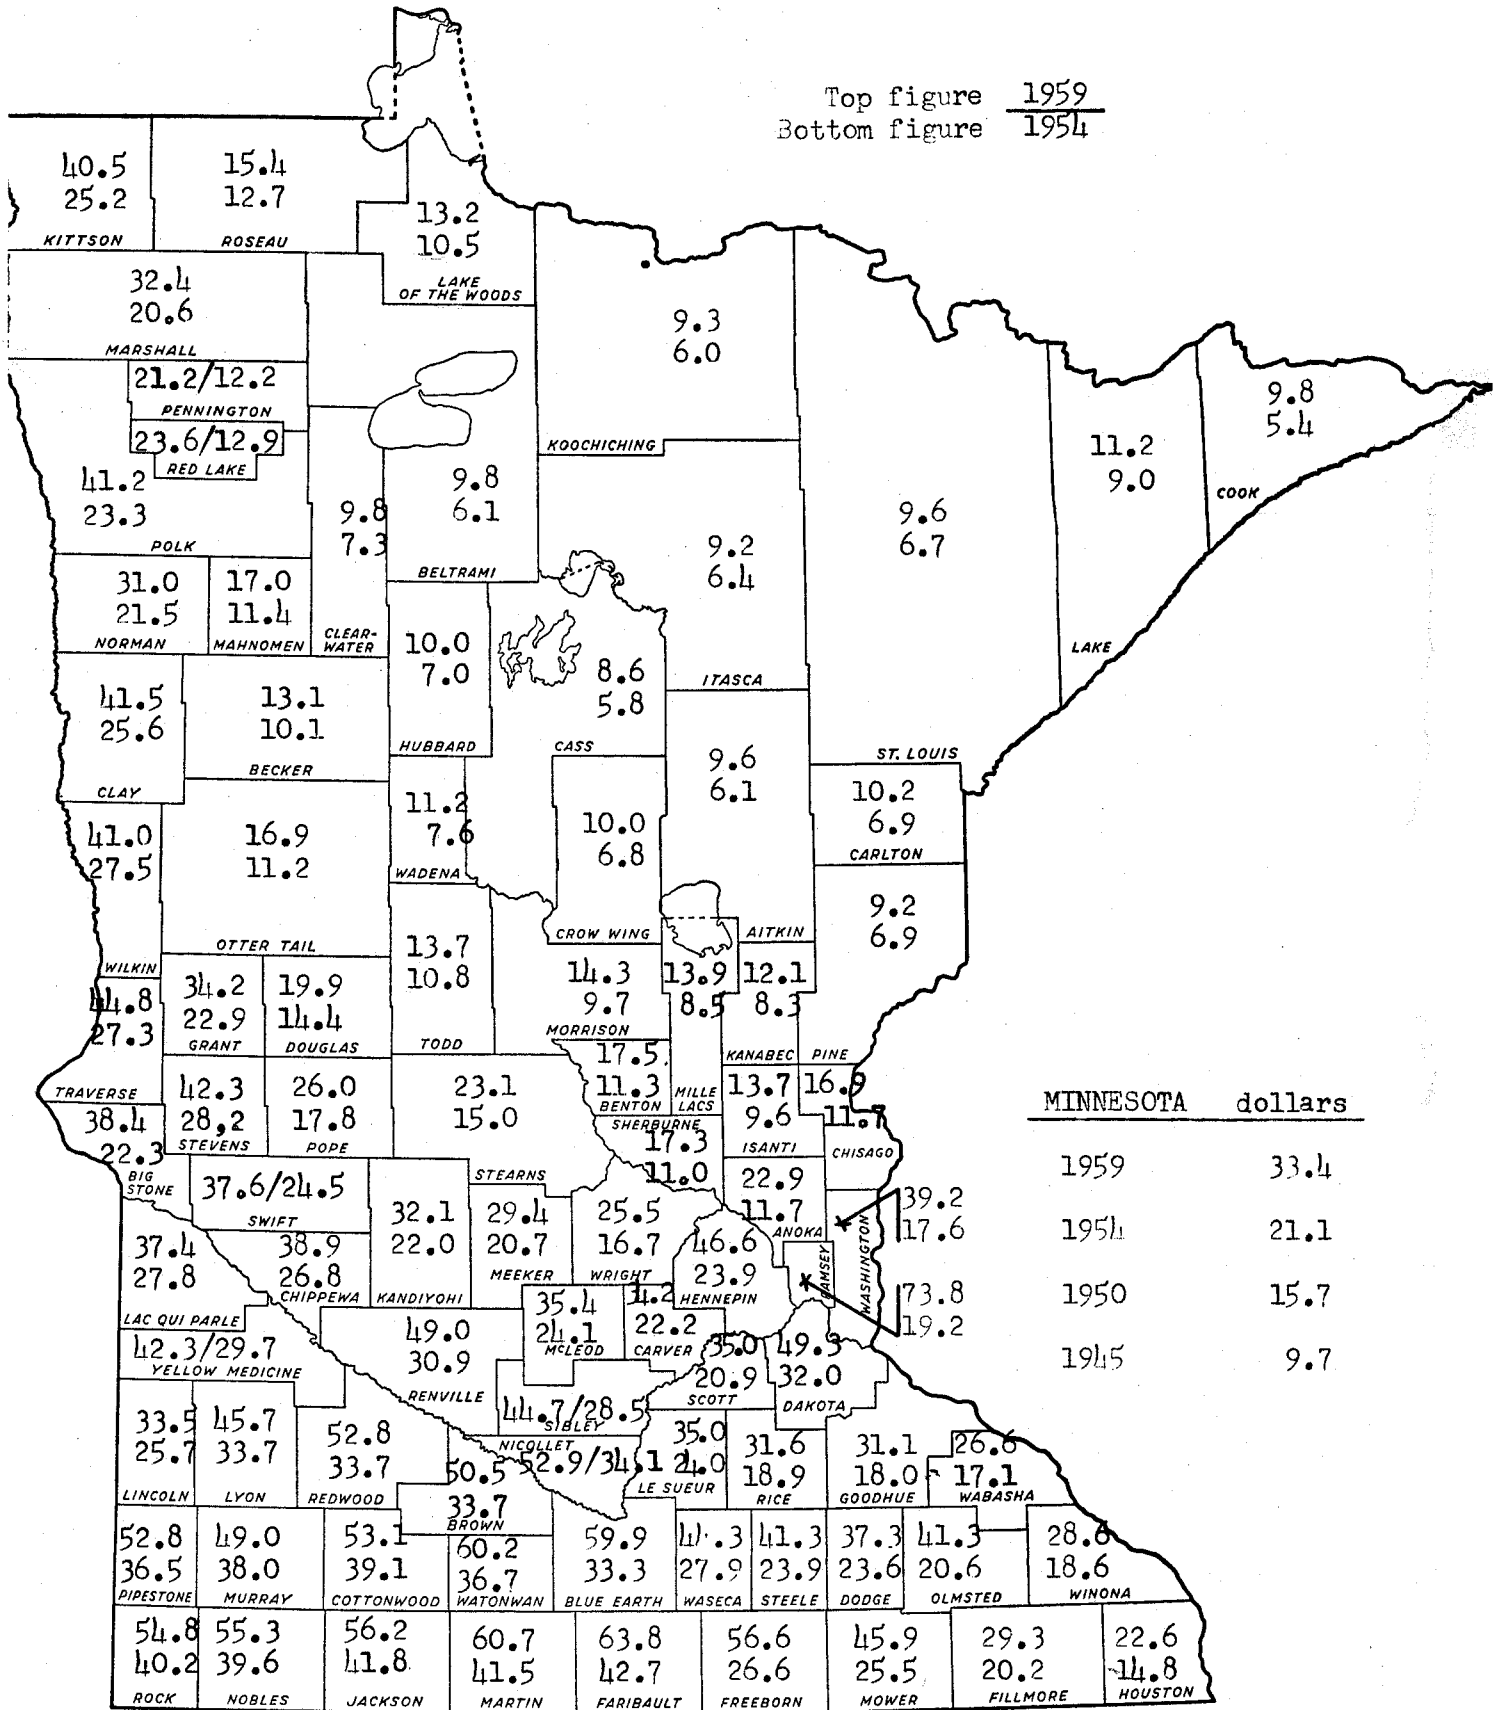 Top figure 1959
Bottom figure 1954
40.5
25.2
KITTSON
15.4
12.7
ROSEAU
13.2
10.5
LAKE
OF THE WOODS
32.4
20.6
MARSHALL
9.3
6.0
KOOCHICHING
21.2/12.2
PENNINGTON
23.6/12.9
RED LAKE
41.2
23.3
POLK
9.8
7.3
CLEAR-
WATER
9.8
6.1
BELTRAMI
9.2
6.4
ITASCA
9.6
6.7
ST. LOUIS
11.2
9.0
LAKE
9.8
5.4
COOK
31.0
21.5
NORMAN
17.0
11.4
MAHNOMEN
10.0
7.0
HUBBARD
8.6
5.8
CASS
41.5
25.6
CLAY
13.1
10.1
BECKER
9.6
6.1
AITKIN
10.2
6.9
CARLTON
41.0
27.5
WILKIN
16.9
11.2
OTTER TAIL
11.2
7.6
WADENA
10.0
6.8
CROW WING
9.2
6.9
PINE
44.8
27.3
TRAVERSE
34.2
22.9
GRANT
19.9
14.4
DOUGLAS
13.7
10.8
TODD
14.3
9.7
MORRISON
13.9
8.5
MILLE
LACS
12.1
8.3
KANABEC
38.4
22.3
BIG
STONE
42.3
28,2
STEVENS
26.0
17.8
POPE
23.1
15.0
STEARNS
17.5
11.3
BENTON
SHERBURNE
17.3
11.0
13.7
9.6
ISANTI
16.9
11.7
CHISAGO
37.6/24.5
SWIFT
32.1
22.0
KANDIYOHI
29.4
20.7
MEEKER
25.5
16.7
WRIGHT
22.9
11.7
ANOKA
46.6
23.9
HENNEPIN
RAMSEY
WASHINGTON
39.2
17.6
73.8
19.2
37.4
27.8
LAC QUI PARLE
38.9
26.8
CHIPPEWA
42.3/29.7
YELLOW MEDICINE
49.0
30.9
RENVILLE
35.4
24.1
McLEOD
34.2
22.2
CARVER
35.0
20.9
SCOTT
49.3
32.0
DAKOTA
44.7/28.5
SIBLEY
33.5
25.7
LINCOLN
45.7
33.7
LYON
52.8
33.7
REDWOOD
50.5
33.7
BROWN
NICOLLET
52.9/34.1
35.0
24.0
LE SUEUR
31.6
18.9
RICE
31.1
18.0
GOODHUE
26.6
17.1
WABASHA
52.8
36.5
PIPESTONE
49.0
38.0
MURRAY
53.1
39.1
COTTONWOOD
60.2
36.7
WATONWAN
59.9
33.3
BLUE EARTH
27.9
WASECA
41.3
23.9
STEELE
37.3
23.6
DODGE
41.3
20.6
OLMSTED
28.6
18.6
WINONA
54.8
40.2
ROCK
55.3
39.6
NOBLES
56.2
41.8
JACKSON
60.7
41.5
MARTIN
63.8
42.7
FARIBAULT
56.6
26.6
FREEBORN
45.9
25.5
MOWER
29.3
20.2
FILLMORE
22.6
14.8
HOUSTON
MINNESOTA dollars
1959 33.4
1954 21.1
1950 15.7
1945 9.7